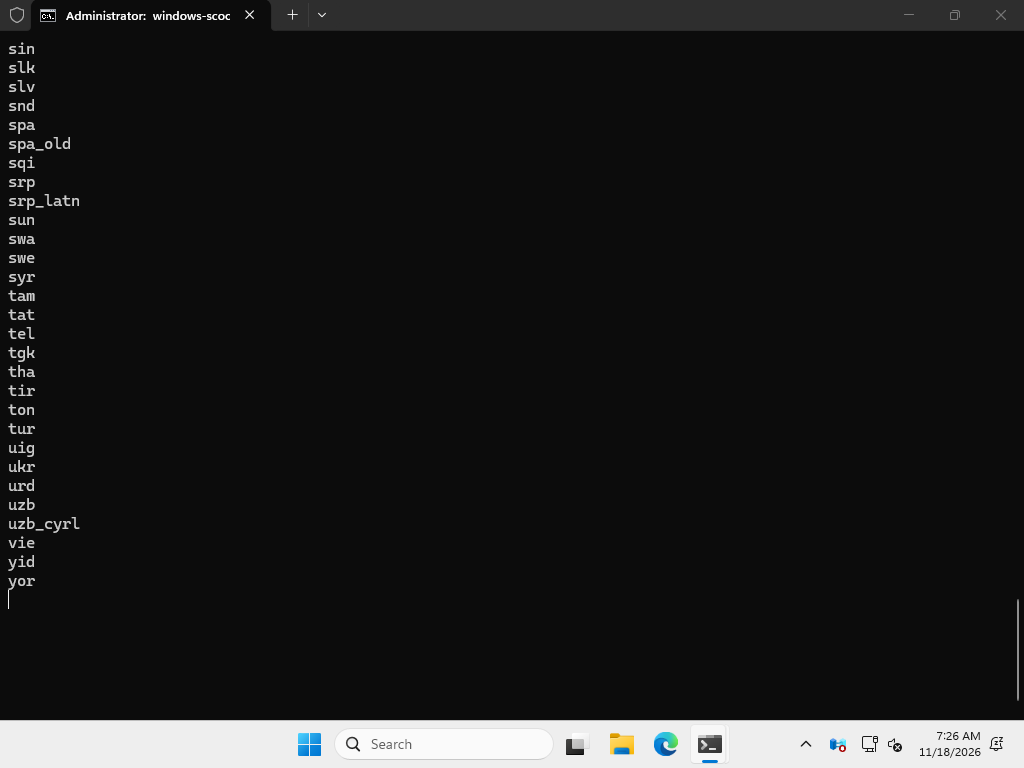 Administrator: windows-scoc
sin
slk
slv
snd
spa
spa_old
sqi
srp
srp_latn
sun
swa
swe
syr
tam
tat
tel
tgk
tha
tir
ton
tur
uig
ukr
urd
uzb
uzb_cyrl
vie
yid
yor
Search
7:26 AM
11/18/2026